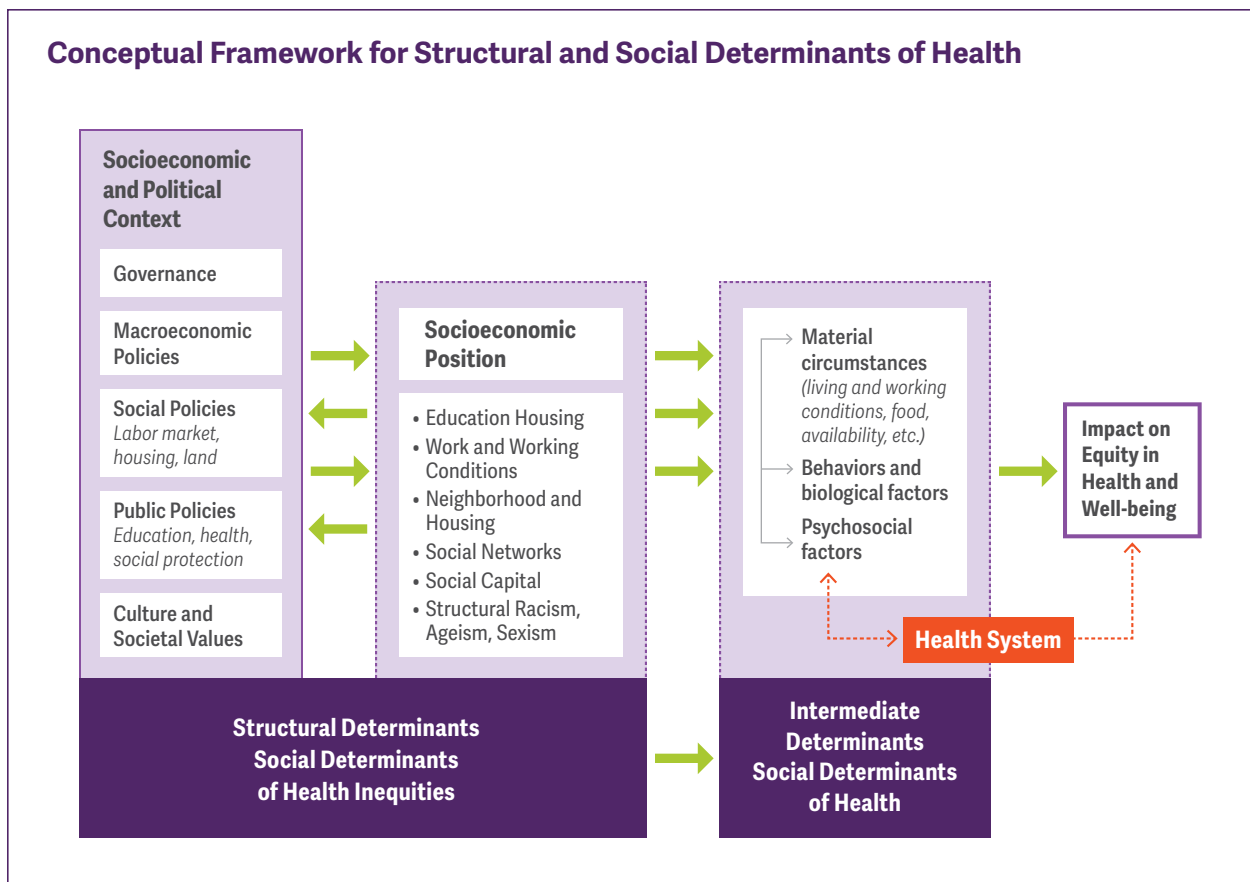 Conceptual Framework for Structural and Social Determinants of Health
Socioeconomic
and Political
Context
Governance
Macroeconomic
Policies
Social Policies
Labor market,
housing, land
Public Policies
Education, health,
social protection
Culture and
Societal Values
Socioeconomic
Position
• Education Housing
• Work and Working
Conditions
• Neighborhood and
Housing
• Social Networks
• Social Capital
• Structural Racism,
Ageism, Sexism
Structural Determinants
Social Determinants
of Health Inequities
Material
circumstances
(living and working
conditions, food,
availability, etc.)
Behaviors and
biological factors
Psychosocial
factors
Health System
Intermediate
Determinants
Social Determinants
of Health
Impact on
Equity in
Health and
Well-being